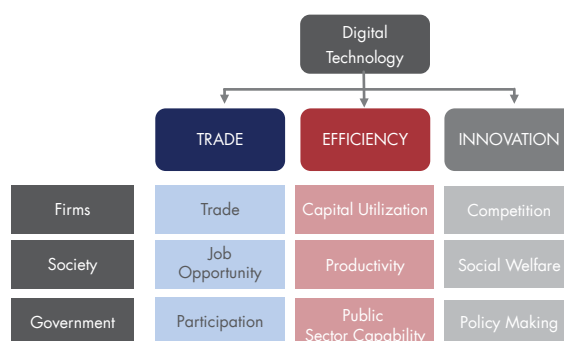 Digital
Technology
TRADE
EFFICIENCY
INNOVATION
Firms
Trade
Capital Utilization
Competition
Society
Job
Opportunity
Productivity
Social Welfare
Government
Participation
Public
Sector Capability
Policy Making